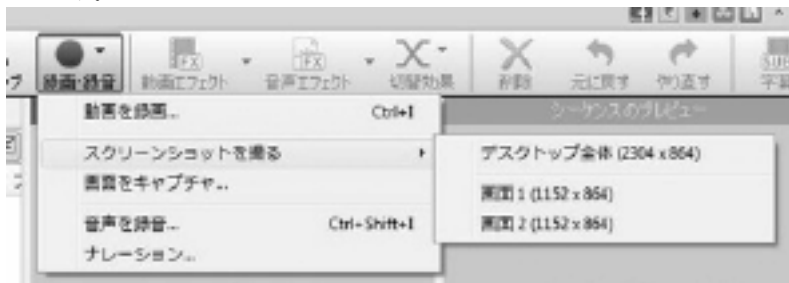 録画·録音
動画エフェクト
音声エフェクト
切替効果
削除
元に戻す
やり直す
字幕
シーケンスのプレビュー
動画を録画... Ctrl+I
スクリーンショットを撮る
画面をキャプチャ...
音声を録音... Ctrl+Shift+I
ナレーション...
デスクトップ全体 (2304 x 864)
画面 1 (1152 x 864)
画面 2 (1152 x 864)